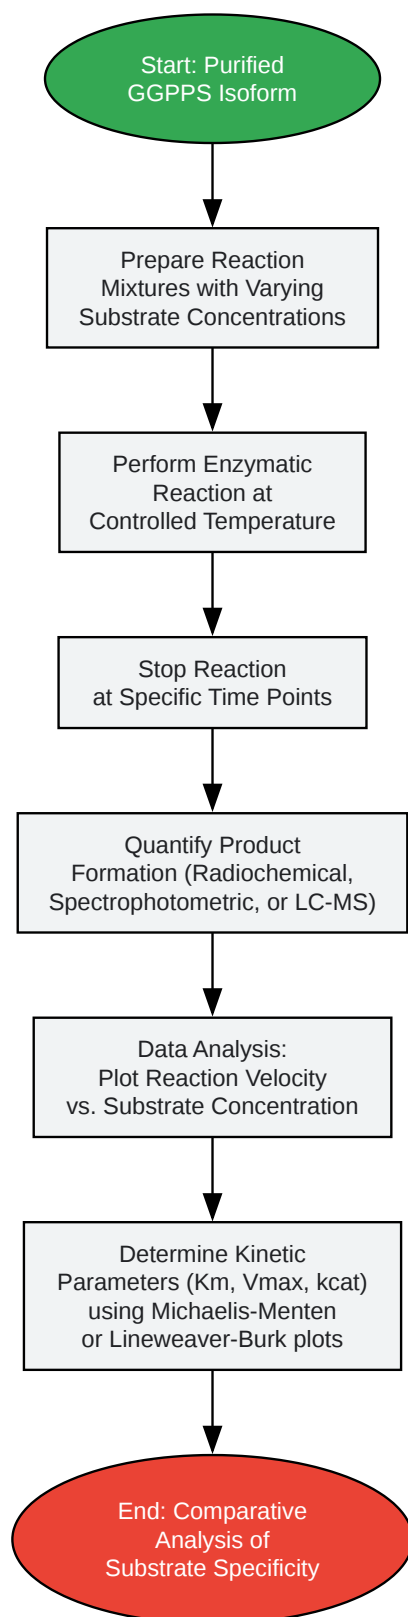 Start: Purified
GGPPS Isoform
Prepare Reaction
Mixtures with Varying
Substrate Concentrations
Perform Enzymatic
Reaction at
Controlled Temperature
Stop Reaction
at Specific Time Points
Quantify Product
Formation (Radiochemical,
Spectrophotometric, or LC-MS)
Data Analysis:
Plot Reaction Velocity
vs. Substrate Concentration
Determine Kinetic
Parameters (Km, Vmax, kcat)
using Michaelis-Menten
or Lineweaver-Burk plots
End: Comparative
Analysis of
Substrate Specificity